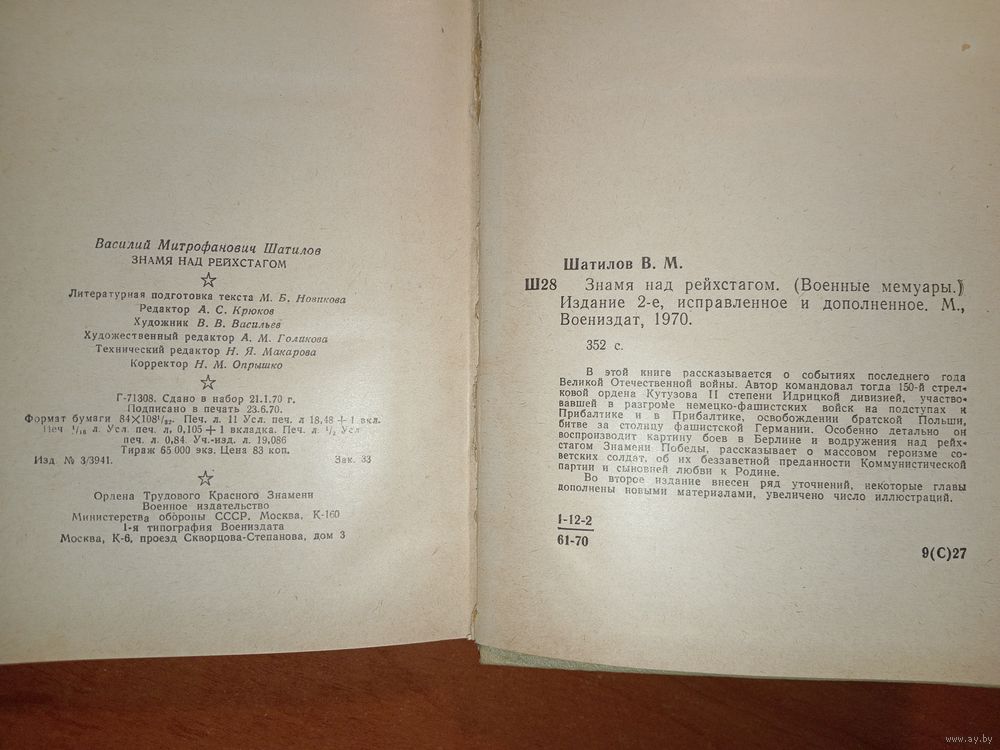 Василий Митрофанович Шатилов
ЗНАМЯ НАД РЕЙХСТАГОМ
Литературная подготовка текста М. Б. Новикова
Редактор А. С. Крюков
Художник В. В. Васильев
Художественный редактор А. М. Голикова
Технический редактор Н. Я. Макарова
Корректор Н. М. Опрышко
Г-71308. Сдано в набор 21.1.70 г.
Подписано в печать 23.6.70.
Формат бумаги 84×108¹/₃₂. Печ. л. 11 Усл. печ. л 18,48 + 1 вкл.
Печ ¹/₁₆ л. Усл. печ. л. 0,105 + 1 вкладка. Печ. л. ¹/₂ Усл
печ. л. 0,84. Уч.-изд. л. 19,086
Тираж 65 000 экз. Цена 83 коп.
Изд. № 3/3941. Зак. 33
Ордена Трудового Красного Знамени
Военное издательство
Министерства обороны СССР. Москва, К-160
1-я типография Воениздата
Москва, К-6, проезд Скворцова-Степанова, дом 3
Шатилов В. М.
Ш28 Знамя над рейхстагом. (Военные мемуары.)
Издание 2-е, исправленное и дополненное. М.,
Воениздат, 1970.
352 с.
В этой книге рассказывается о событиях последнего года
Великой Отечественной войны. Автор командовал тогда 150-й стрел-
ковой ордена Кутузова II степени Идрицкой дивизией, участво-
вавшей в разгроме немецко-фашистских войск на подступах к
Прибалтике и в Прибалтике, освобождении братской Польши,
битве за столицу фашистской Германии. Особенно детально он
воспроизводит картину боев в Берлине и водружения над рейх-
стагом Знамени Победы, рассказывает о массовом героизме со-
ветских солдат, об их беззаветной преданности Коммунистической
партии и сыновней любви к Родине.
Во второе издание внесен ряд уточнений, некоторые главы
дополнены новыми материалами, увеличено число иллюстраций.
1-12-2
61-70
9(С)27
www.ay.by